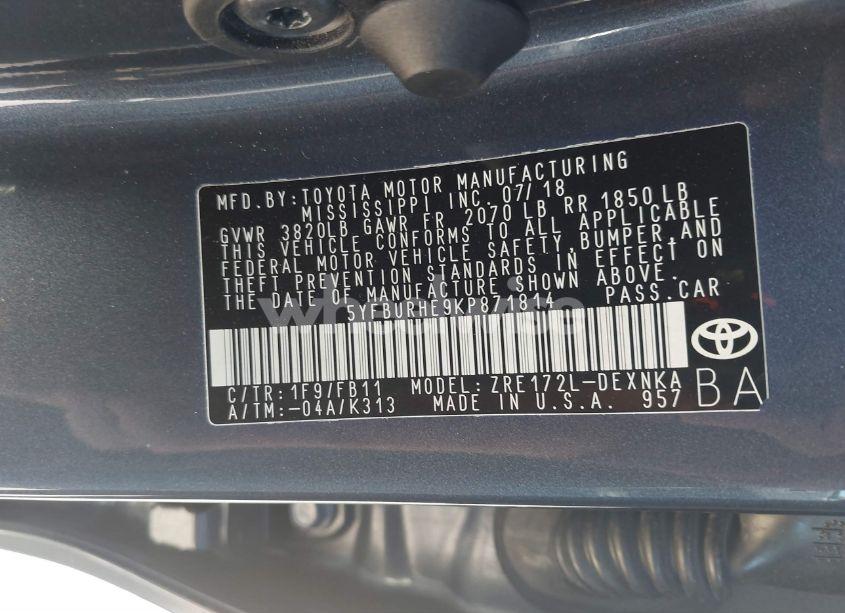 MFD.BY:TOYOTA MOTOR MANUFACTURING
MISSISSIPPI INC. 07/18
GVWR 3820LB GAWR FR 2070 LB RR 1850 LB
THIS VEHICLE CONFORMS TO ALL APPLICABLE
FEDERAL MOTOR VEHICLE SAFETY,BUMPER AND
THEFT PREVENTION STANDARDS IN EFFECT ON
THE DATE OF MANUFACTURE SHOWN ABOVE.
5YFBURHE9KP871814 PASS.CAR
wheelwise
C/TR:1F9/FB11 MODEL:ZRE172L-DEXNKA
A/TM:-04A/K313 MADE IN U.S.A. 957
BA